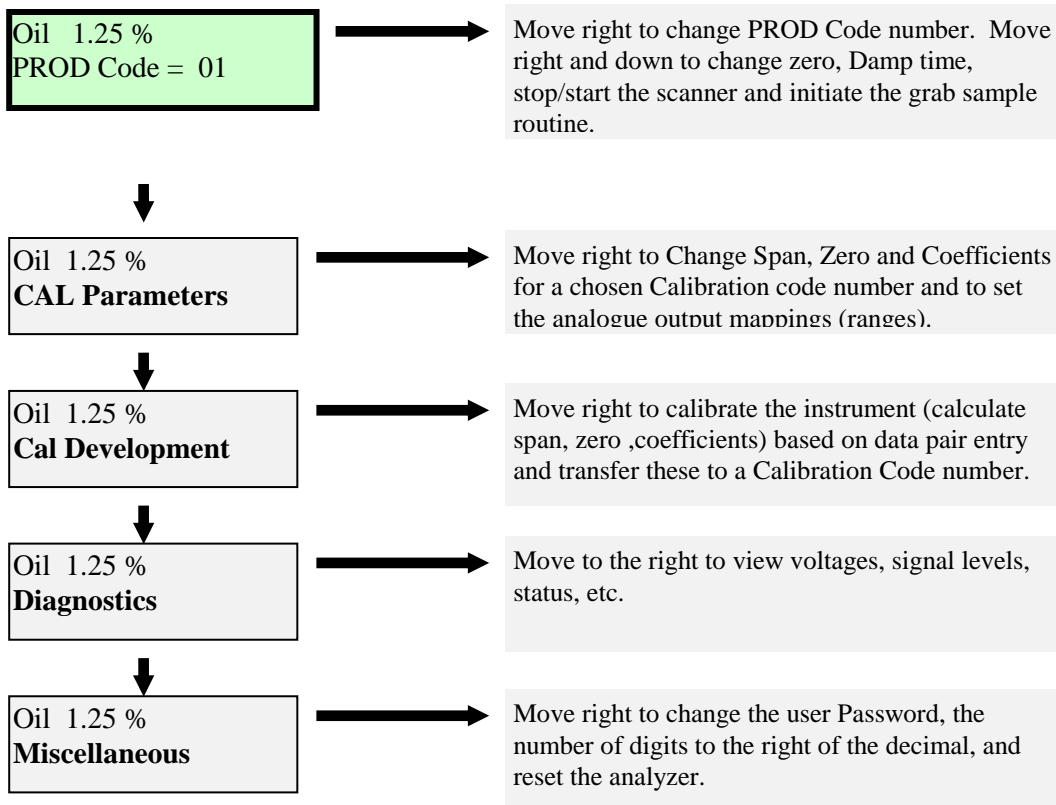 Oil 1.25 %
PROD Code = 01
Move right to change PROD Code number. Move
right and down to change zero, Damp time,
stop/start the scanner and initiate the grab sample
routine.
Oil 1.25 %
CAL Parameters
Move right to Change Span, Zero and Coefficients
for a chosen Calibration code number and to set
the analogue output mappings (ranges).
Oil 1.25 %
Cal Development
Move right to calibrate the instrument (calculate
span, zero ,coefficients) based on data pair entry
and transfer these to a Calibration Code number.
Oil 1.25 %
Diagnostics
Move to the right to view voltages, signal levels,
status, etc.
Oil 1.25 %
Miscellaneous
Move right to change the user Password, the
number of digits to the right of the decimal, and
reset the analyzer.